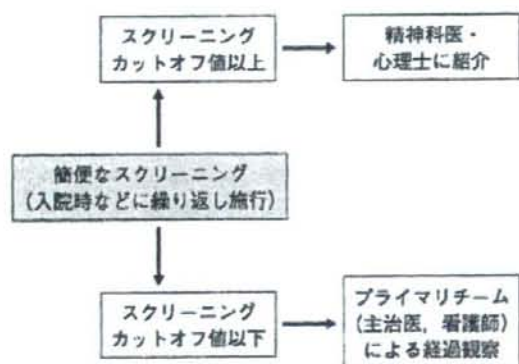 スクリーニング
カットオフ値以上
精神科医・
心理士に紹介
簡便なスクリーニング
(入院時などに繰り返し施行)
スクリーニング
カットオフ値以下
プライマリチーム
(主治医,看護師)
による経過観察